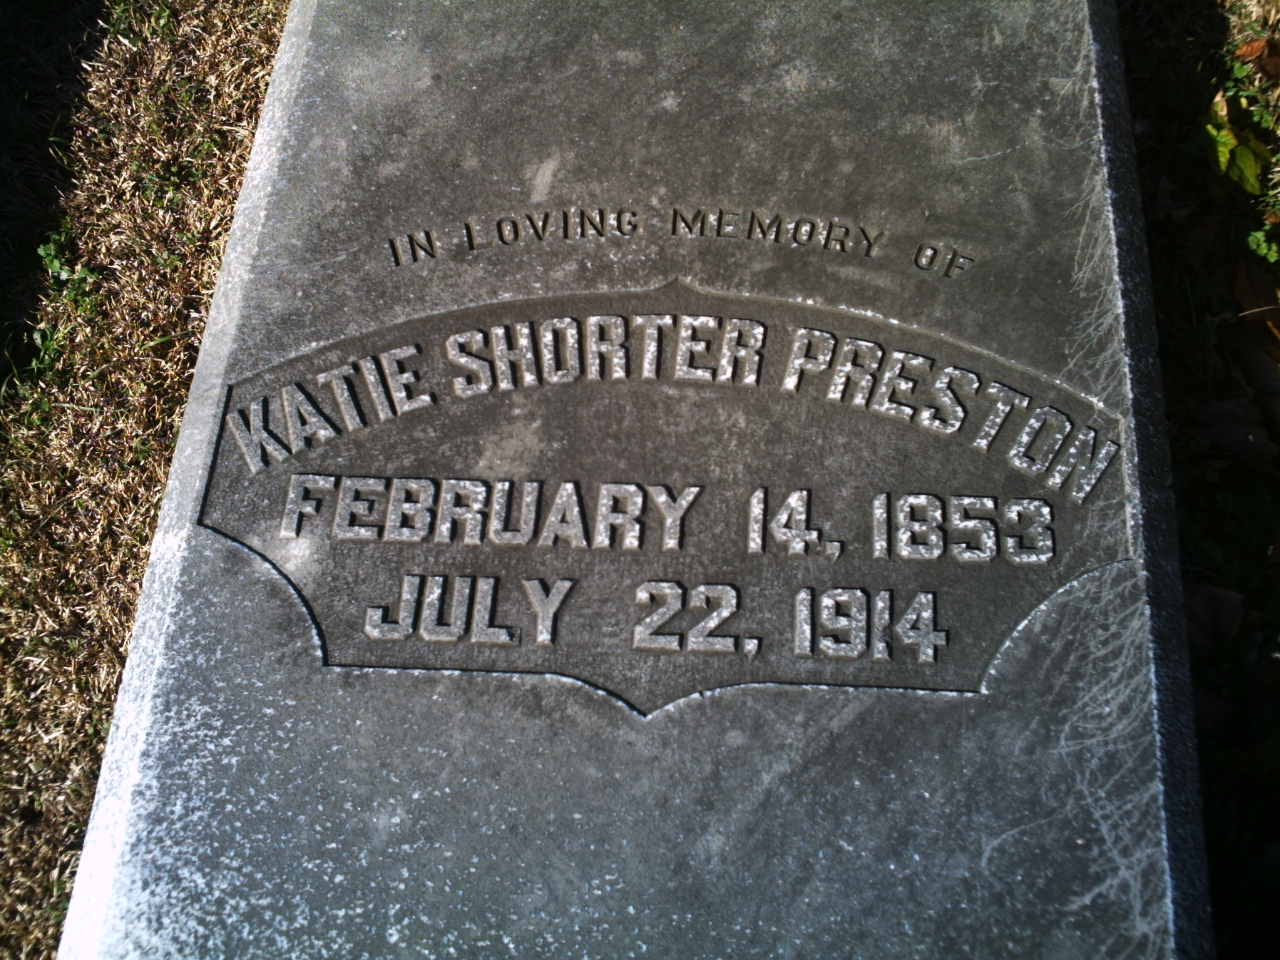 IN LOVING MEMORY OF
KATIE SHORTER PRESTON
FEBRUARY 14, 1853
JULY 22, 1914